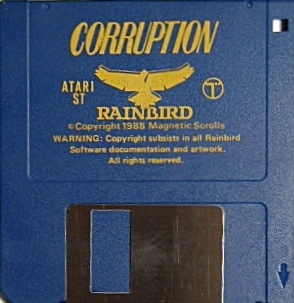 CORRUPTION
ATARI
ST
T
RAINBIRD
©Copyright 1988 Magnetic Scrolls
WARNING: Copyright subsists in all Rainbird
Software documentation and artwork.
All rights reserved.